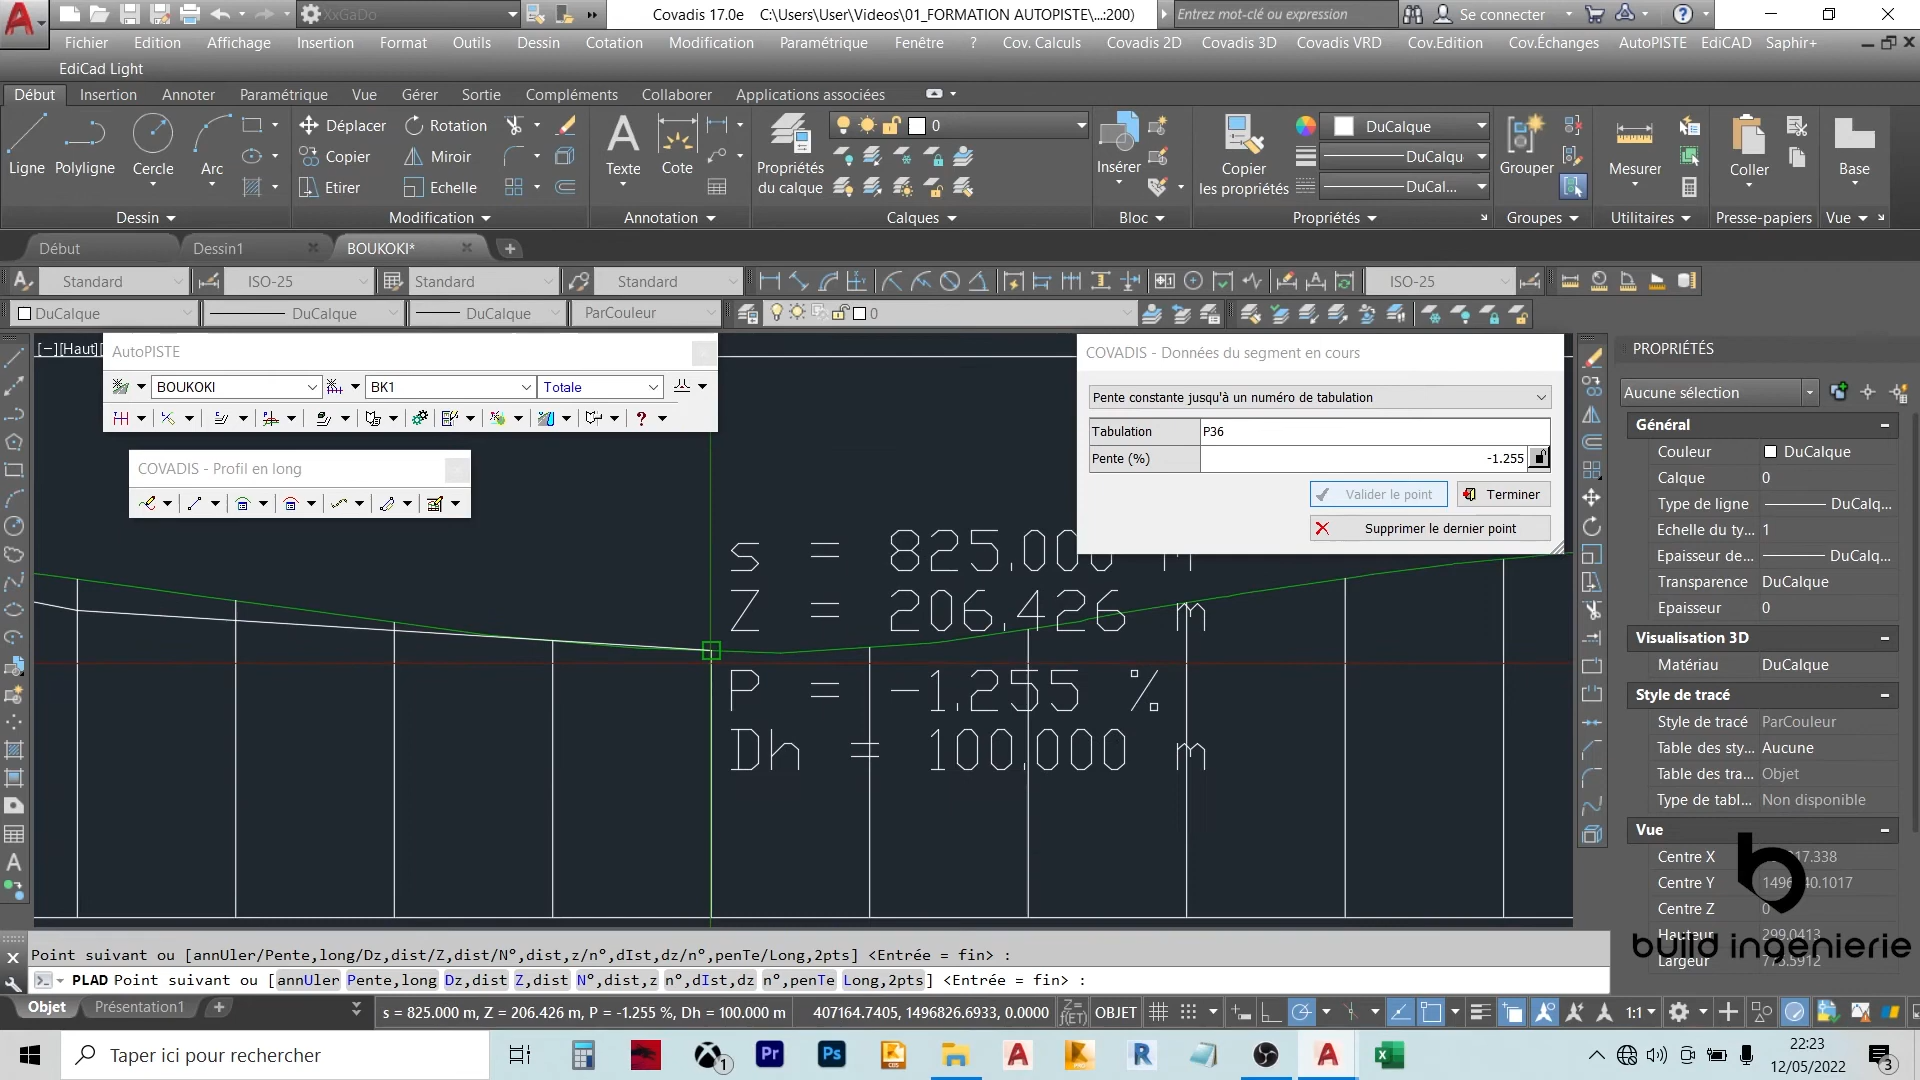 XxGaDo
Covadis 17.0e C:\Users\User\Videos\01_FORMATION AUTOPISTE\...:200)
Entrez mot-clé ou expression
Se connecter
Fichier Edition Affichage Insertion Format Outils Dessin Cotation Modification Paramétrique Fenêtre ? Cov. Calculs Covadis 2D Covadis 3D Covadis VRD Cov.Edition Cov.Échanges AutoPISTE EdiCAD Saphir+
EdiCad Light
Début Insertion Annoter Paramétrique Vue Gérer Sortie Compléments Collaborer Applications associées
Ligne Polyligne Cercle Arc
Déplacer Rotation
Copier Miroir
Etirer Echelle
Texte Cote
Propriétés du calque
0
Insérer
Copier les propriétés
DuCalque
DuCalqu
DuCal...
Grouper
Mesurer
Coller
Base
Dessin Modification Annotation Calques Bloc Propriétés Groupes Utilitaires Presse-papiers Vue
Début Dessin1 BOUKOKI*
Standard ISO-25 Standard Standard ISO-25
DuCalque DuCalque DuCalque ParCouleur 0
[−][Haut][
AutoPISTE
BOUKOKI BK1 Totale
COVADIS - Profil en long
COVADIS - Données du segment en cours
Pente constante jusqu'à un numéro de tabulation
Tabulation P36
Pente (%) -1.255
Valider le point Terminer
Supprimer le dernier point
s = 825.000 m
Z = 206.426 m
P = -1.255 %
Dh = 100.000 m
PROPRIÉTÉS
Aucune sélection
Général
Couleur DuCalque
Calque 0
Type de ligne DuCalq...
Echelle du ty... 1
Epaisseur de... DuCalq...
Transparence DuCalque
Epaisseur 0
Visualisation 3D
Matériau DuCalque
Style de tracé
Style de tracé ParCouleur
Table des sty... Aucune
Table des tra... Objet
Type de tabl... Non disponible
Vue
Centre X 17.338
Centre Y 1496 40.1017
Centre Z 0
Hauteur 299.0413
Largeur
build ingenierie
Point suivant ou [annUler/Pente,long/Dz,dist/Z,dist/N°,dist,z/n°,dIst,dz/n°,penTe/Long,2pts] <Entrée = fin> :
PLAD Point suivant ou [annUler Pente,long Dz,dist Z,dist N°,dist,z n°,dIst,dz n°,penTe Long,2pts] <Entrée = fin> :
Objet Présentation1
s = 825.000 m, Z = 206.426 m, P = -1.255 %, Dh = 100.000 m
407164.7405, 1496826.6933, 0.0000
OBJET
1:1
Taper ici pour rechercher
22:23
12/05/2022
3